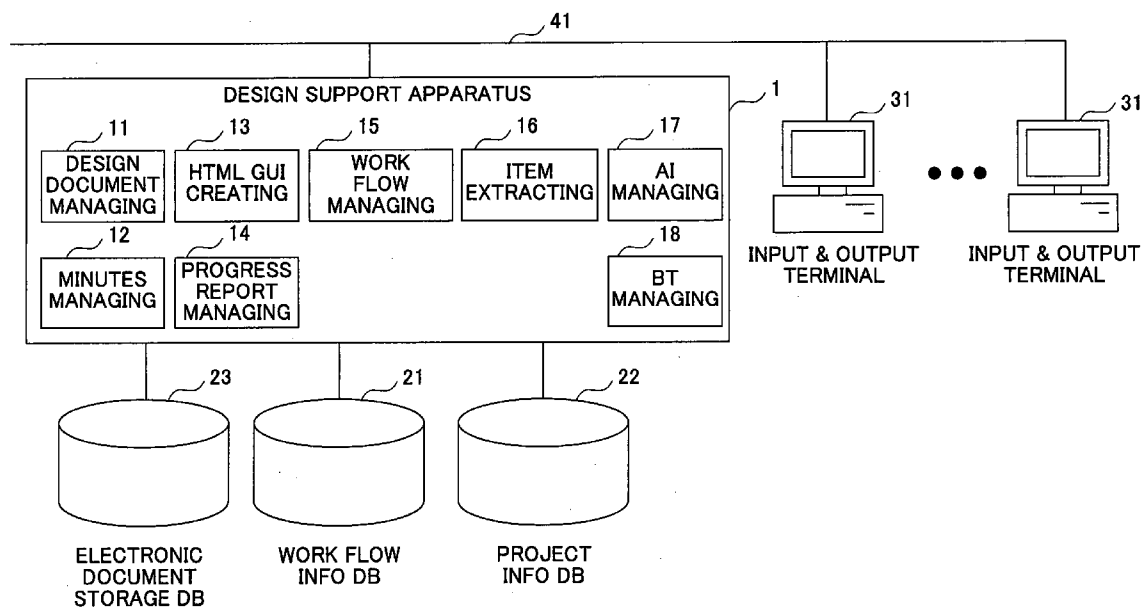 41
DESIGN SUPPORT APPARATUS
1
31
31
11
13
15
16
17
DESIGN
DOCUMENT
MANAGING
HTML GUI
CREATING
WORK
FLOW
MANAGING
ITEM
EXTRACTING
AI
MANAGING
12
14
18
MINUTES
MANAGING
PROGRESS
REPORT
MANAGING
BT
MANAGING
INPUT & OUTPUT
TERMINAL
INPUT & OUTPUT
TERMINAL
23
21
22
ELECTRONIC
DOCUMENT
STORAGE DB
WORK FLOW
INFO DB
PROJECT
INFO DB